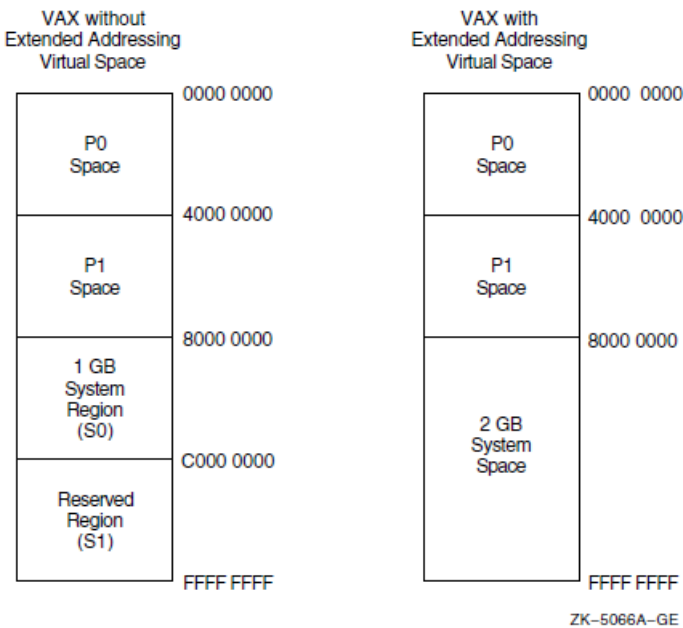 VAX without
Extended Addressing
Virtual Space
0000 0000
P0
Space
4000 0000
P1
Space
8000 0000
1 GB
System
Region
(S0)
C000 0000
Reserved
Region
(S1)
FFFF FFFF
VAX with
Extended Addressing
Virtual Space
0000 0000
P0
Space
4000 0000
P1
Space
8000 0000
2 GB
System
Space
FFFF FFFF
ZK–5066A–GE